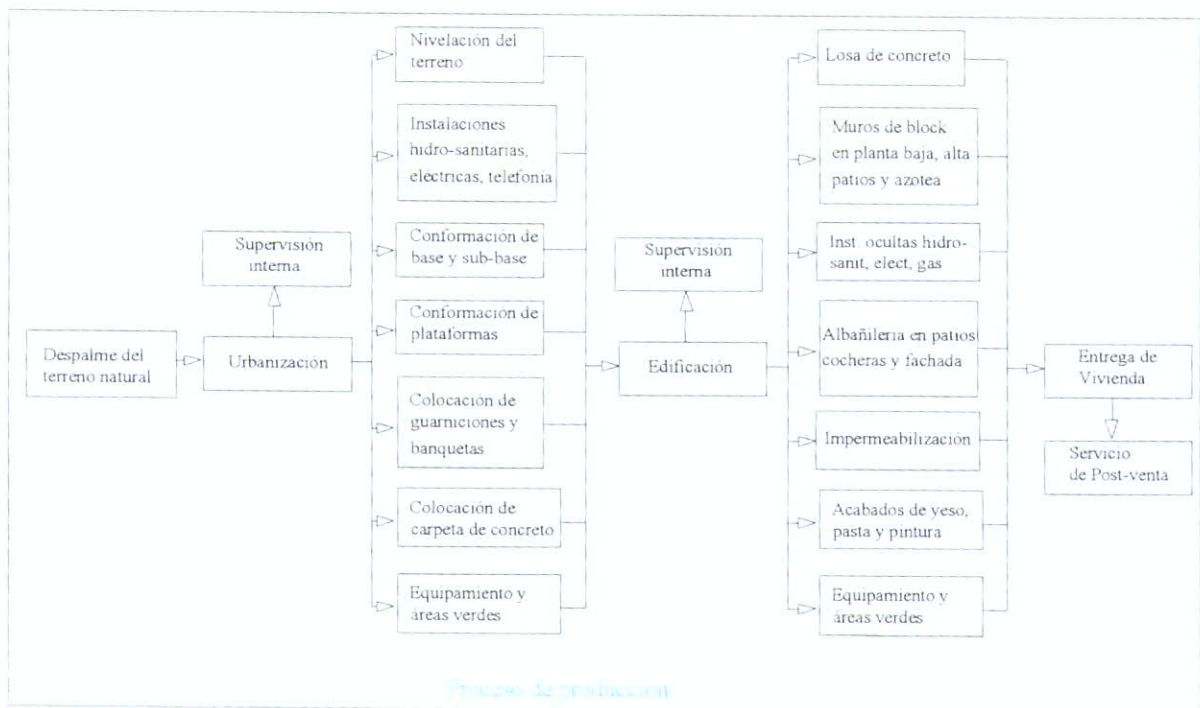 Despalme del
terreno natural
Supervisión
interna
Urbanización
Nivelación del
terreno
Instalaciones
hidro-sanitarias,
eléctricas, telefonía
Conformación de
base y sub-base
Conformación de
plataformas
Colocación de
guarniciones y
banquetas
Colocación de
carpeta de concreto
Equipamiento y
áreas verdes
Supervisión
interna
Edificación
Losa de concreto
Muros de block
en planta baja, alta
patios y azotea
Inst. ocultas hidro-
sanit, elect, gas
Albañilería en patios
cocheras y fachada
Impermeabilización
Acabados de yeso,
pasta y pintura
Equipamiento y
áreas verdes
Entrega de
Vivienda
Servicio
de Post-venta
Proceso de producción